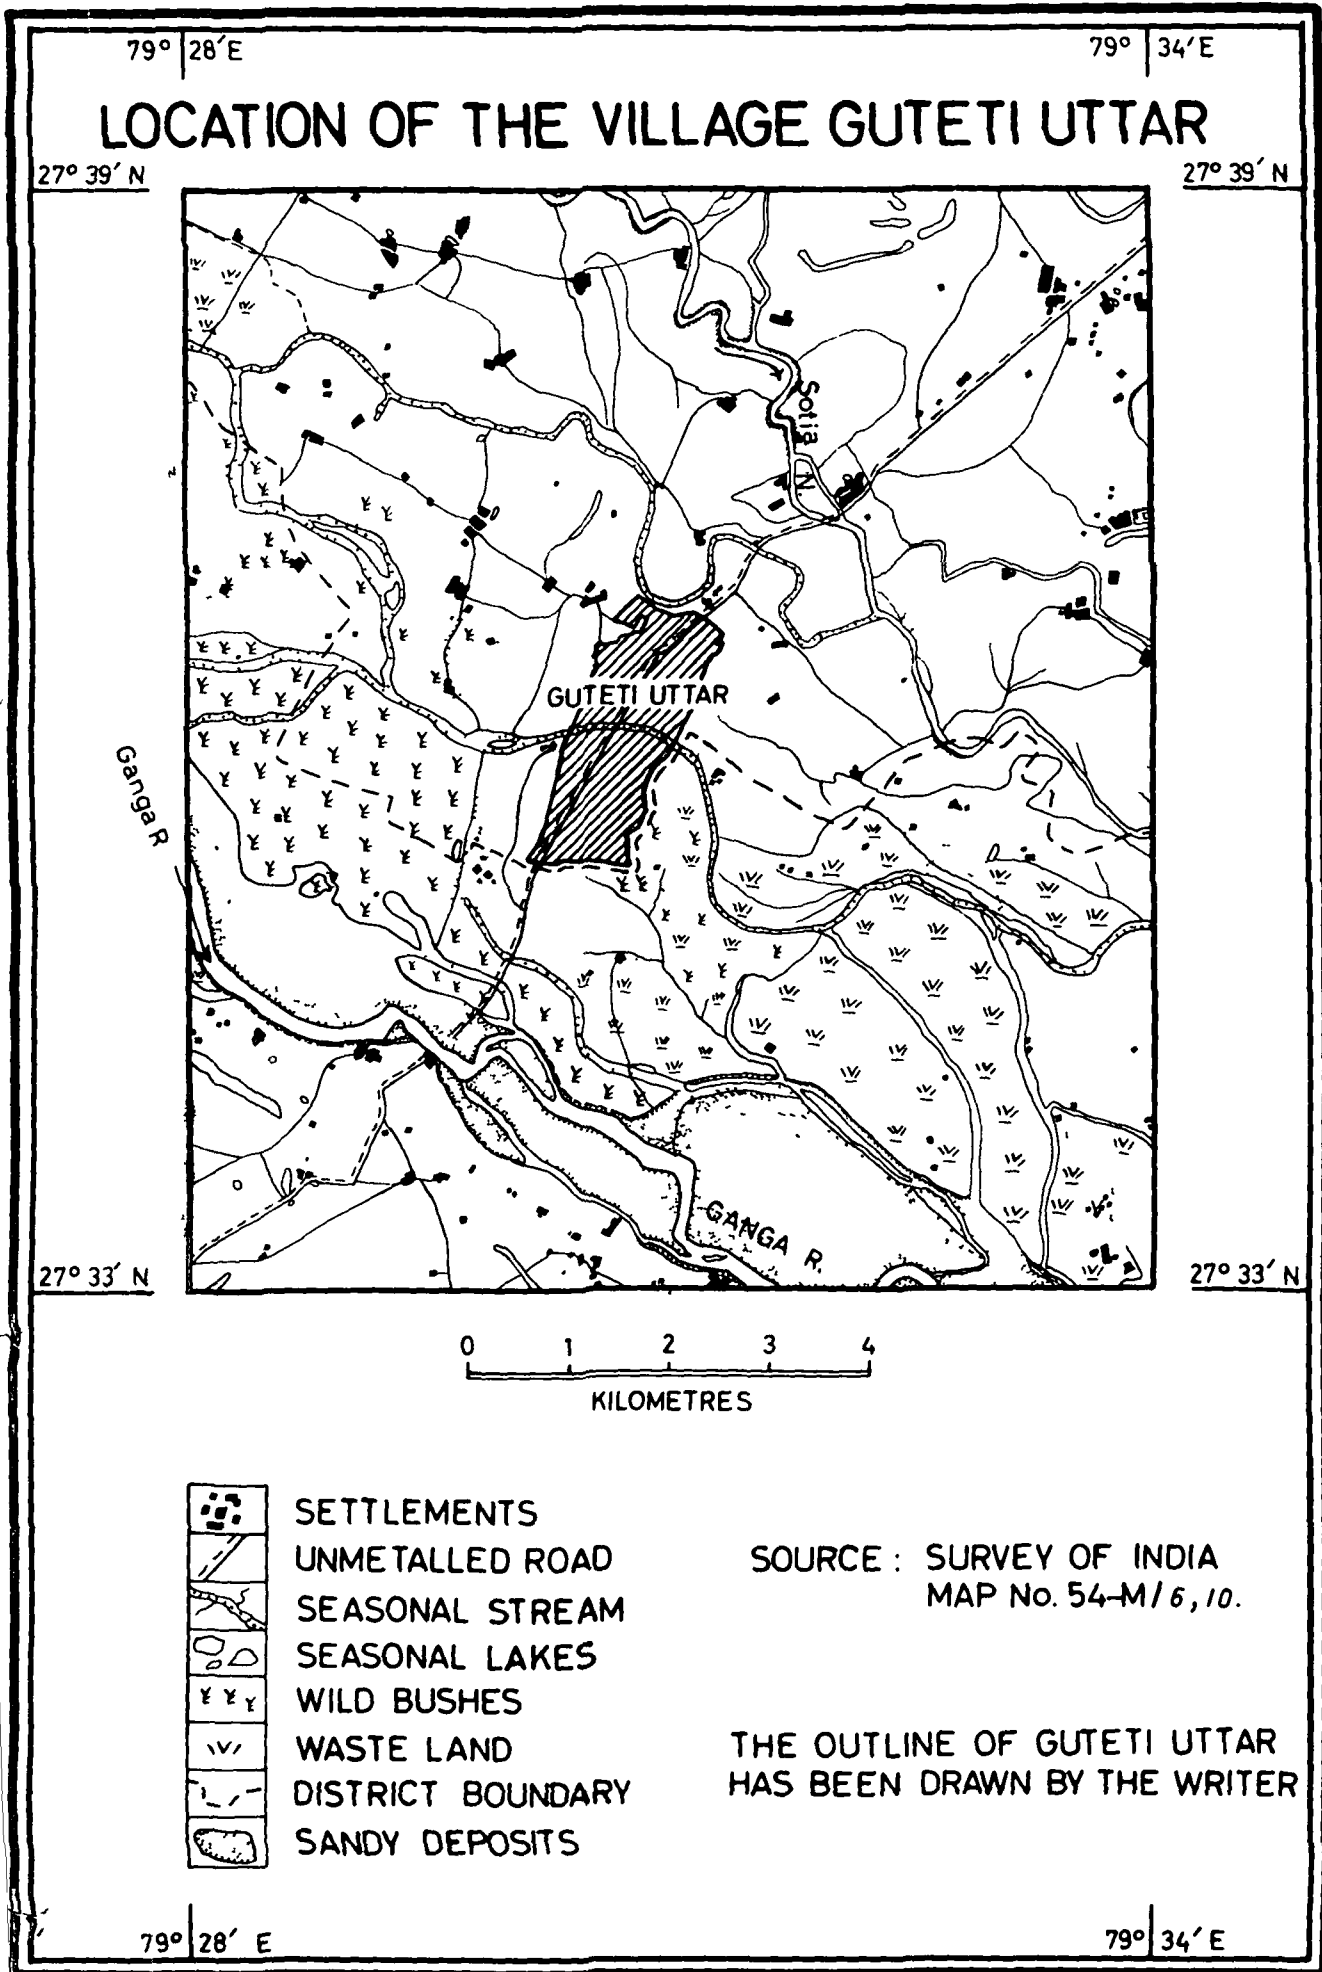 79° 28′E
79° 34′E
LOCATION OF THE VILLAGE GUTETI UTTAR
27° 39′ N
27° 39′ N
Sotia N.
GUTETI UTTAR
Ganga R
GANGA R.
27° 33′ N
27° 33′ N
0 1 2 3 4
KILOMETRES
SETTLEMENTS
UNMETALLED ROAD
SEASONAL STREAM
SEASONAL LAKES
WILD BUSHES
WASTE LAND
DISTRICT BOUNDARY
SANDY DEPOSITS
SOURCE : SURVEY OF INDIA
MAP No. 54-M/6,10.
THE OUTLINE OF GUTETI UTTAR
HAS BEEN DRAWN BY THE WRITER
79° 28′ E
79° 34′ E